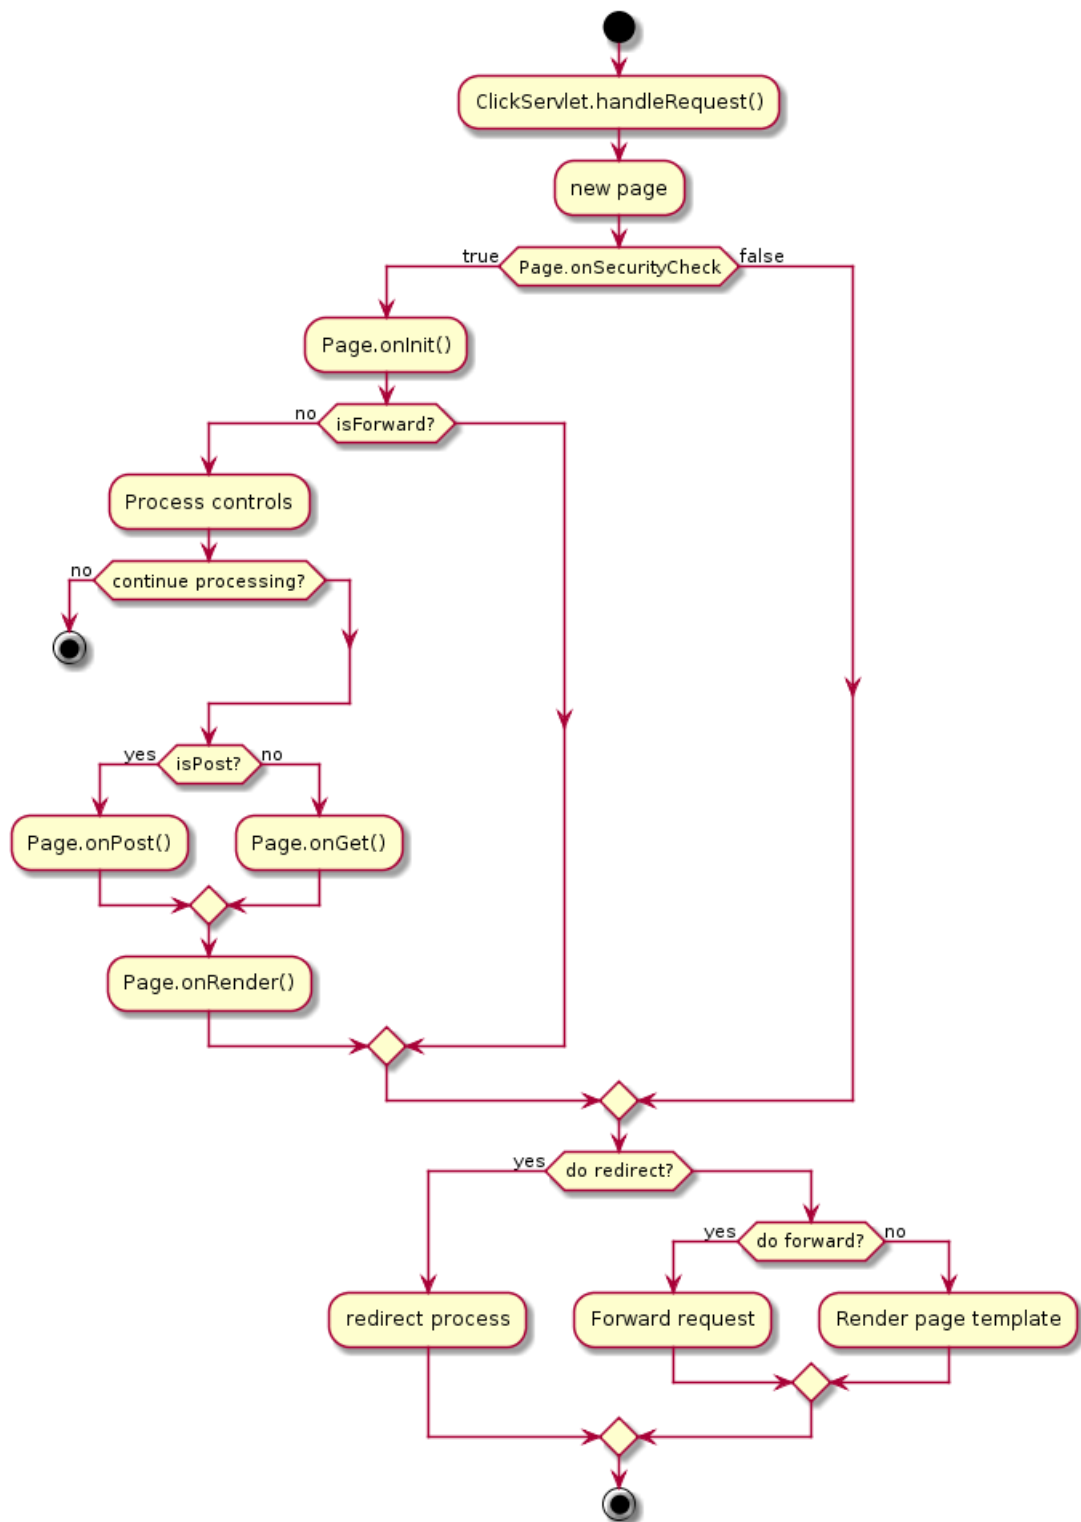 ClickServlet.handleRequest()
new page
true
Page.onSecurityCheck
false
Page.onInit()
no
isForward?
Process controls
no
continue processing?
yes
isPost?
no
Page.onPost()
Page.onGet()
Page.onRender()
yes
do redirect?
yes
do forward?
no
redirect process
Forward request
Render page template